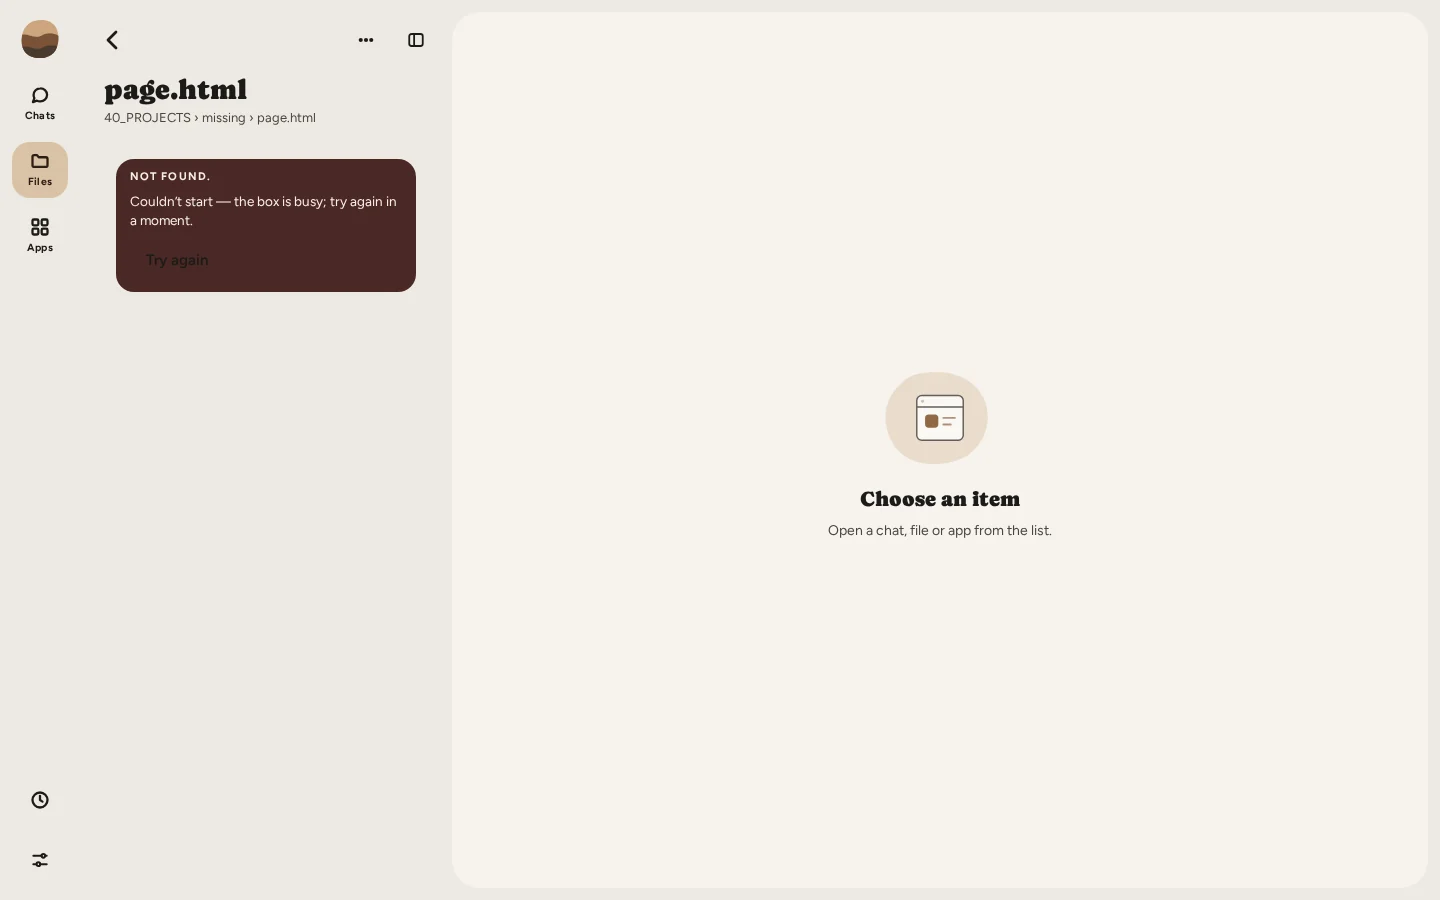 Chats
Files
Apps
page.html
40_PROJECTS › missing › page.html
NOT FOUND.
Couldn’t start — the box is busy; try again in
a moment.
Try again
Choose an item
Open a chat, file or app from the list.